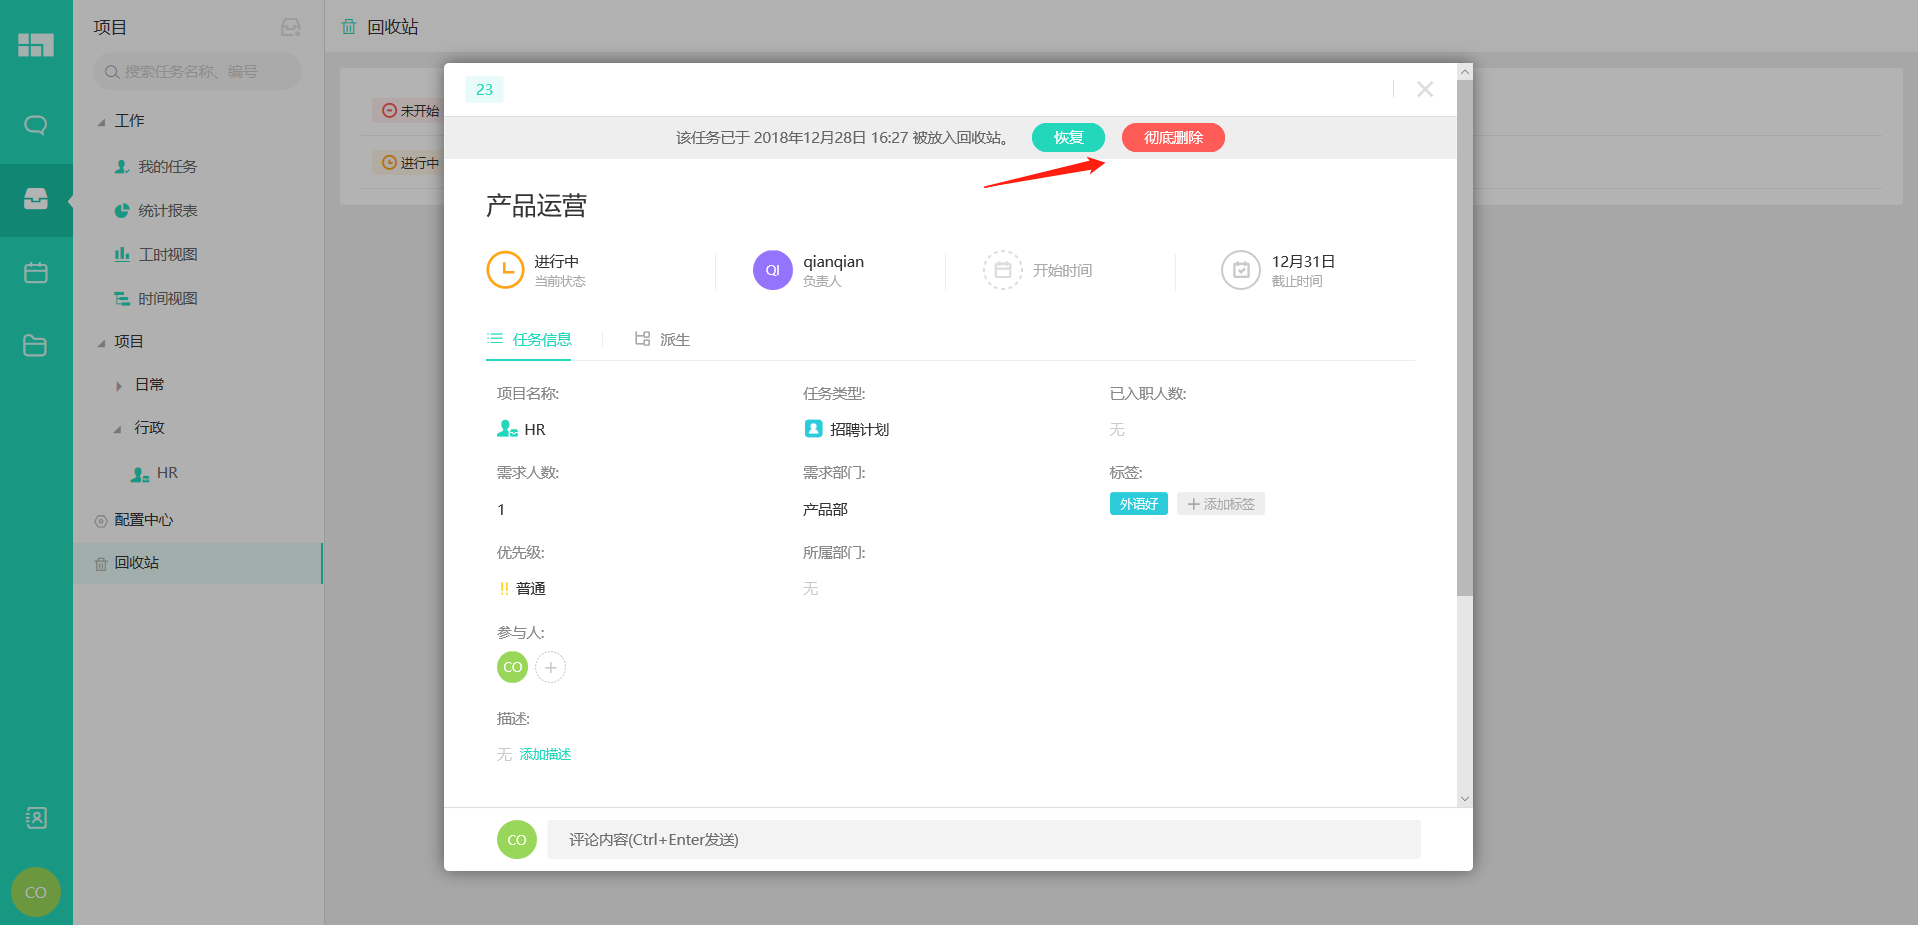 项目
搜索任务名称、编号
工作
我的任务
统计报表
工时视图
时间视图
项目
日常
行政
HR
配置中心
回收站
CO
回收站
未开始
进行中
23
该任务已于 2018年12月28日 16:27 被放入回收站。 恢复 彻底删除
产品运营
进行中
当前状态
QI
qianqian
负责人
开始时间
12月31日
截止时间
任务信息 派生
项目名称: 任务类型: 已入职人数:
HR 招聘计划 无
需求人数: 需求部门: 标签:
1 产品部 外语好 添加标签
优先级: 所属部门:
!! 普通 无
参与人:
CO
描述:
无 添加描述
CO 评论内容(Ctrl+Enter发送)